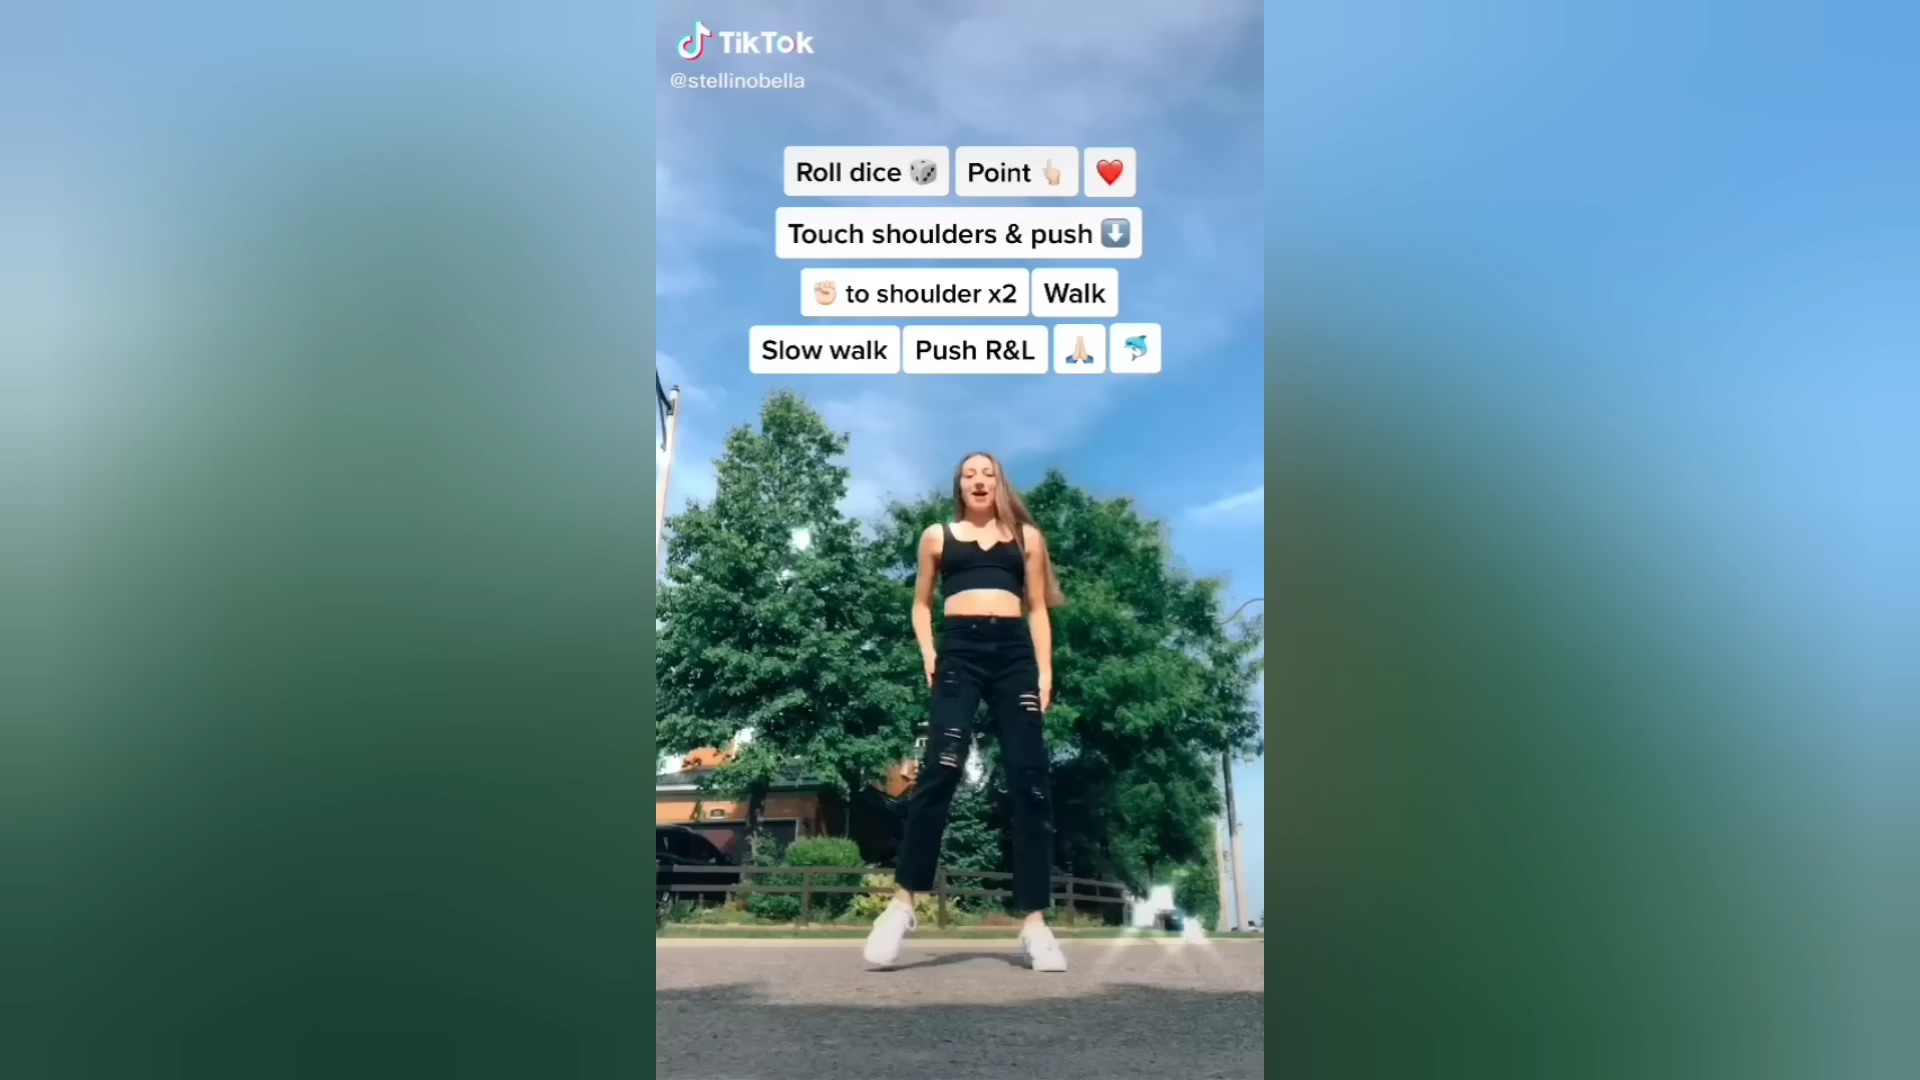 TikTok
@stellinobella
Roll dice 🎲 Point 👆🏻 ❤️
Touch shoulders & push ⬇️
✊🏻 to shoulder x2 Walk
Slow walk Push R&L 🙏🏻 🐬